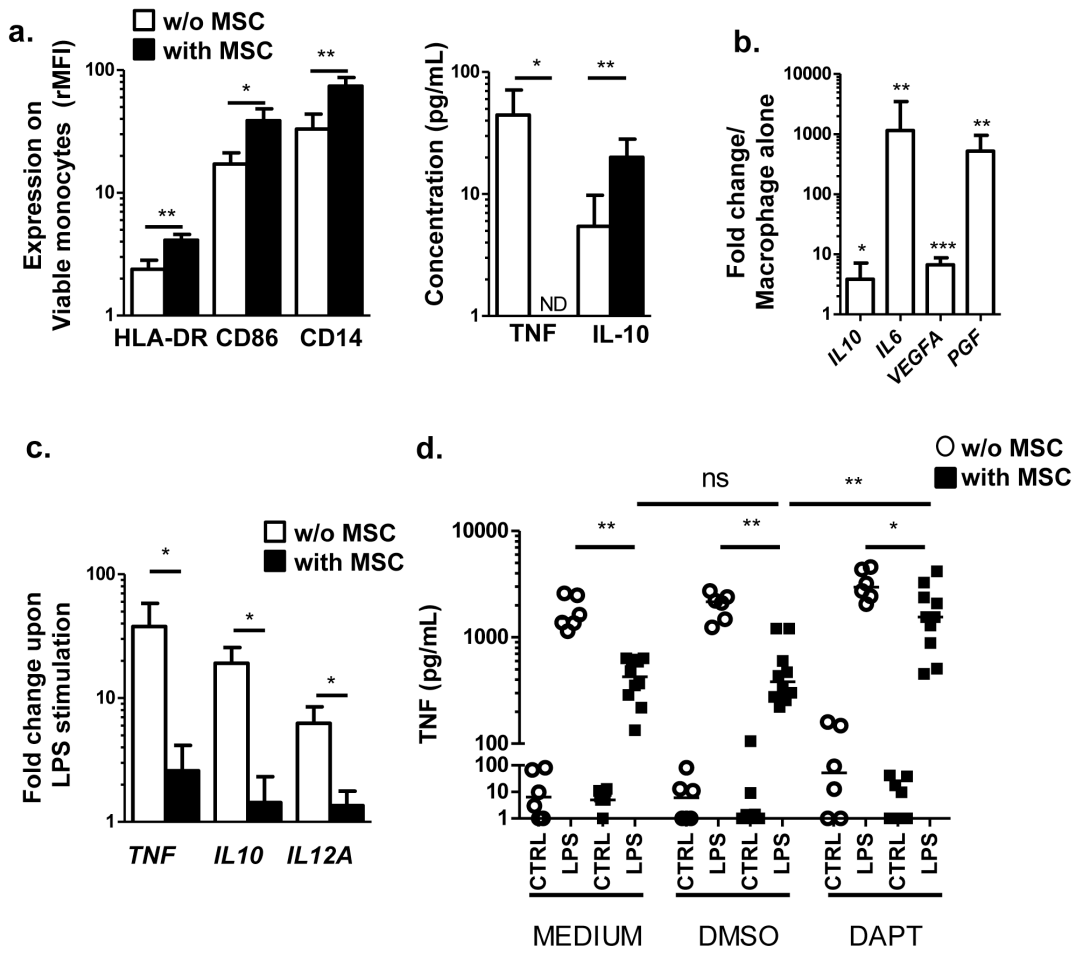 a.
w/o MSC
with MSC
Expression on
Viable monocytes (rMFI)
100
10
1
**
*
**
HLA-DR CD86 CD14
Concentration (pg/mL)
100
10
1
*
**
ND
TNF IL-10
b.
Fold change/
Macrophage alone
10000
1000
100
10
1
*
**
***
**
IL10
IL6
VEGFA
PGF
c.
w/o MSC
with MSC
Fold change upon
LPS stimulation
100
10
1
*
*
*
TNF IL10 IL12A
d.
w/o MSC
with MSC
ns
**
**
**
*
TNF (pg/mL)
10000
1000
100
100
10
1
CTRL
LPS
CTRL
LPS
CTRL
LPS
CTRL
LPS
CTRL
LPS
CTRL
LPS
MEDIUM DMSO DAPT